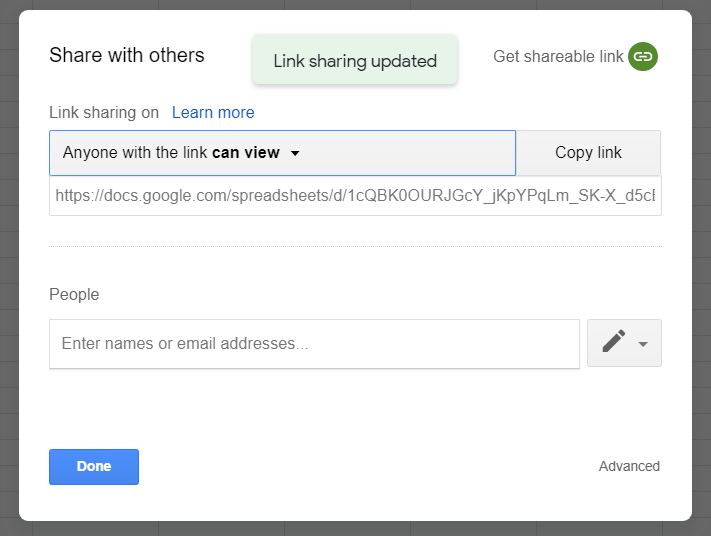 Share with others
Link sharing updated
Get shareable link
Link sharing on Learn more
Anyone with the link can view
Copy link
https://docs.google.com/spreadsheets/d/1cQBK0OURJGcY_jKpYPqLm_SK-X_d5cE
People
Enter names or email addresses...
Done
Advanced